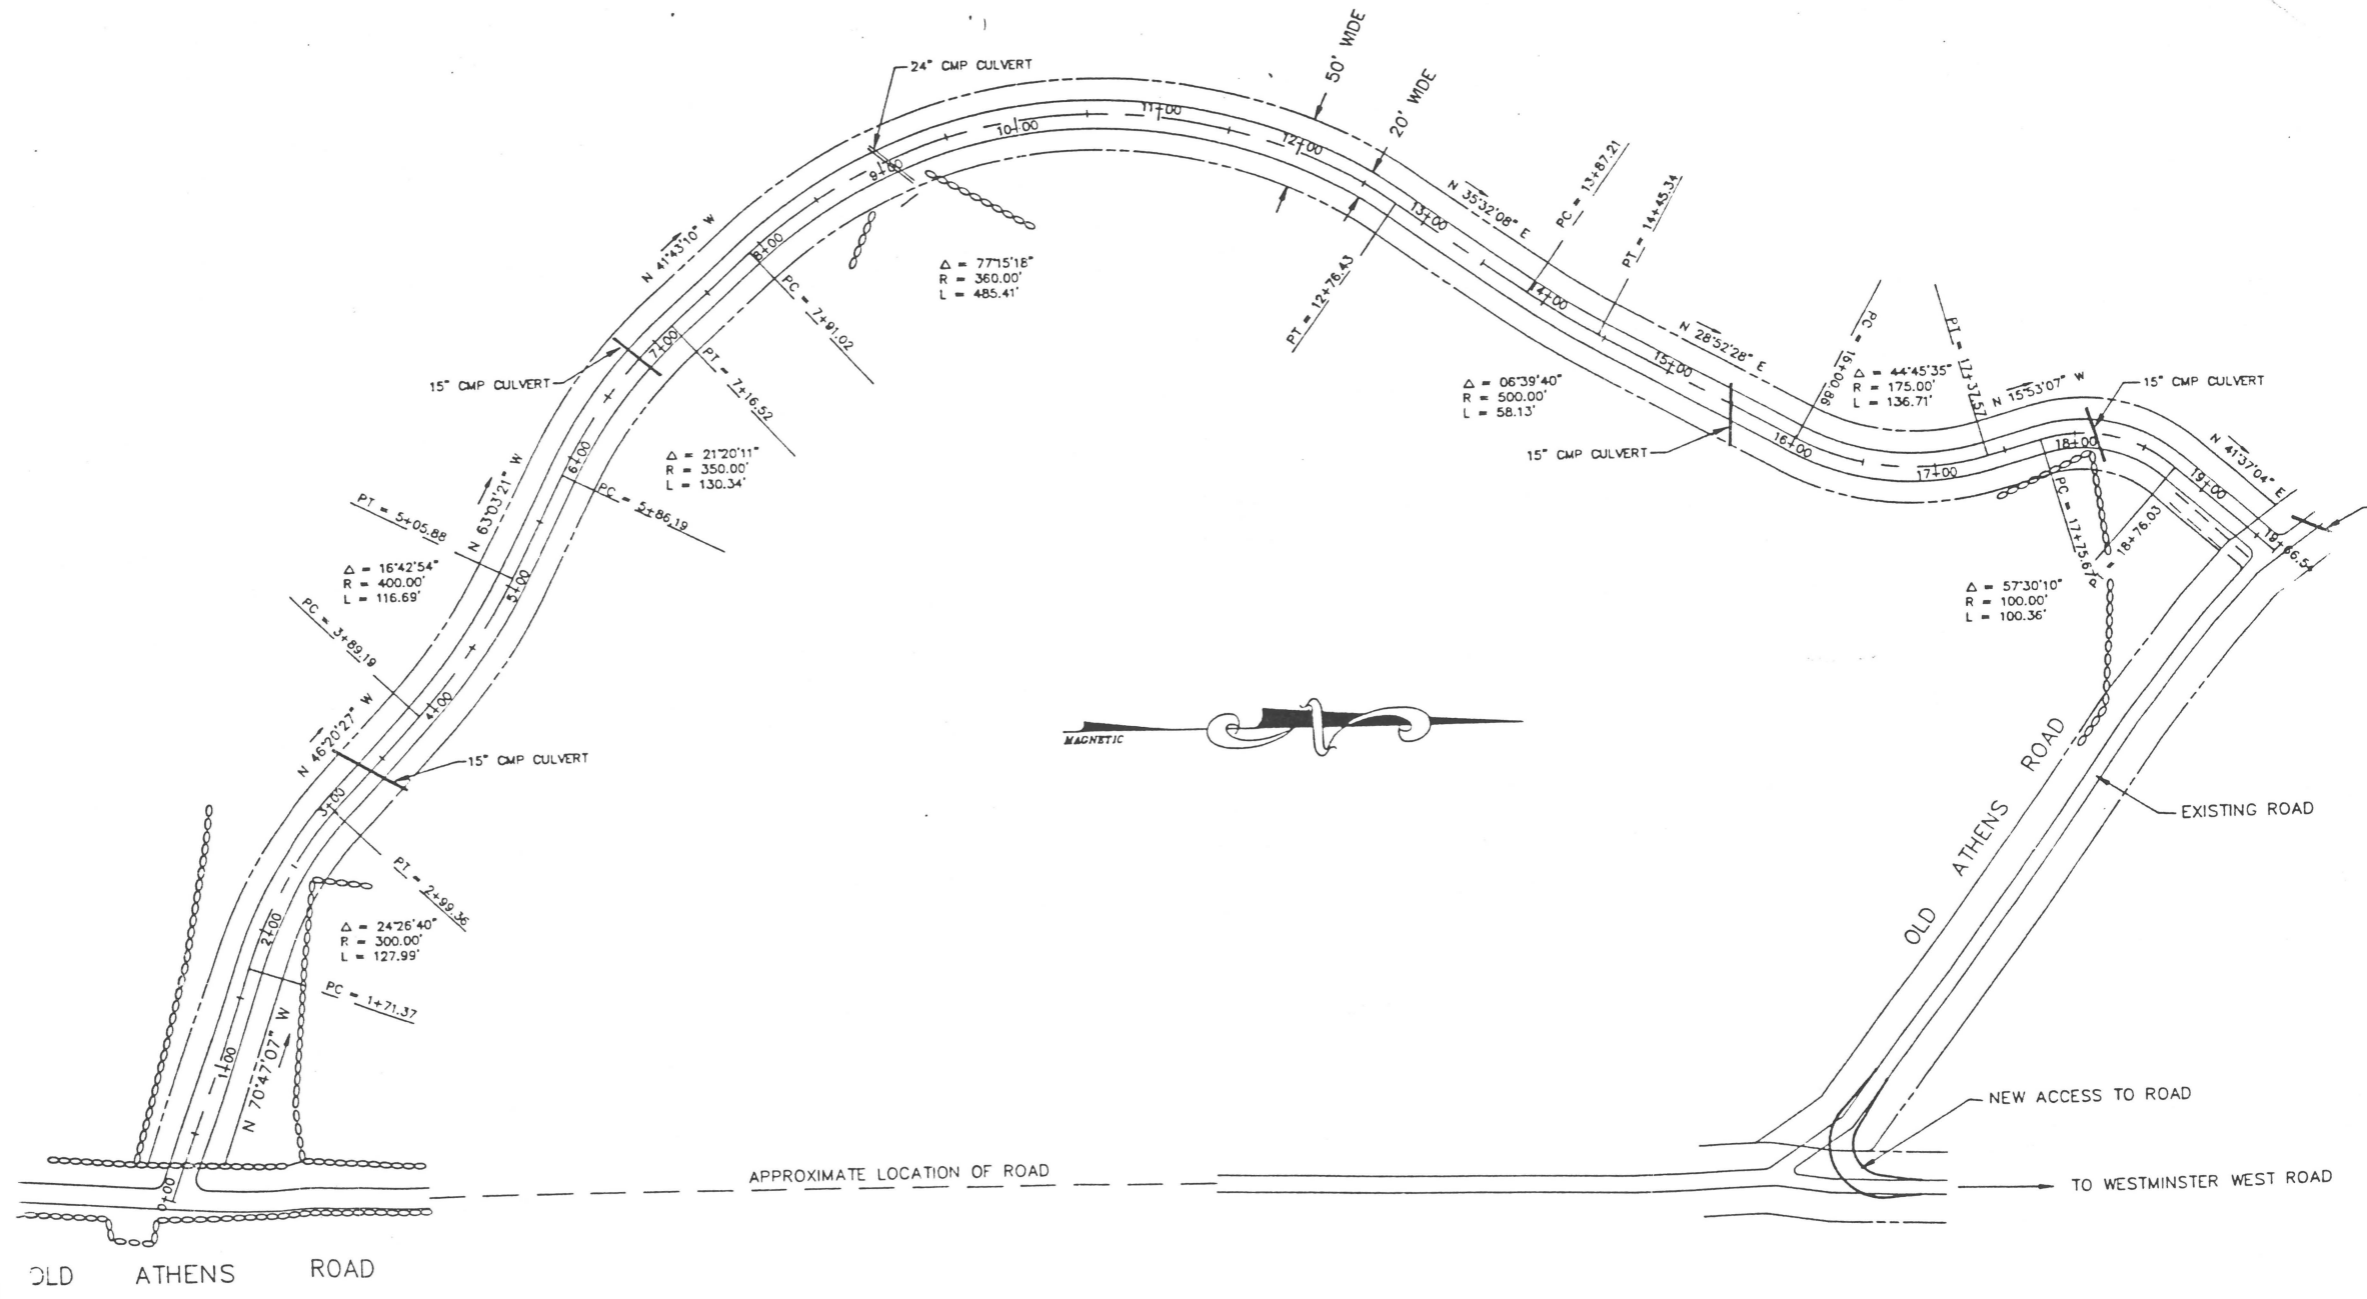 24" CMP CULVERT
50' WIDE
20' WIDE
11+00
10+00
12+00
9+00
N 41°43'10" W
8+00
PC = 7+91.02
Δ = 77°15'18"
R = 360.00'
L = 485.41'
PT = 12+76.43
13+00
N 35°32'08" E
PC = 13+87.21
PT = 14+45.34
14+00
N 28°52'28" E
15+00
Δ = 06°39'40"
R = 500.00'
L = 58.13'
15" CMP CULVERT
16+00
PC = 16+00.86
Δ = 44°45'35"
R = 175.00'
L = 136.71'
PT = 17+37.57
17+00
N 15°53'07" W
15" CMP CULVERT
18+00
PC = 17+75.67
N 41°37'04" E
19+00
PT = 18+76.03
19+66.54
Δ = 57°30'10"
R = 100.00'
L = 100.36'
15" CMP CULVERT
7+00
PT = 7+16.52
Δ = 21°20'11"
R = 350.00'
L = 130.34'
6+00
PC = 5+86.19
N 63°03'21" W
PT = 5+05.88
5+00
Δ = 16°42'54"
R = 400.00'
L = 116.69'
PC = 3+89.19
4+00
N 46°20'27" W
15" CMP CULVERT
3+00
PT = 2+99.36
Δ = 24°26'40"
R = 300.00'
L = 127.99'
2+00
PC = 1+71.37
1+00
N 70°47'07" W
0+00
MAGNETIC
N
OLD ATHENS ROAD
EXISTING ROAD
NEW ACCESS TO ROAD
APPROXIMATE LOCATION OF ROAD
TO WESTMINSTER WEST ROAD
OLD ATHENS ROAD